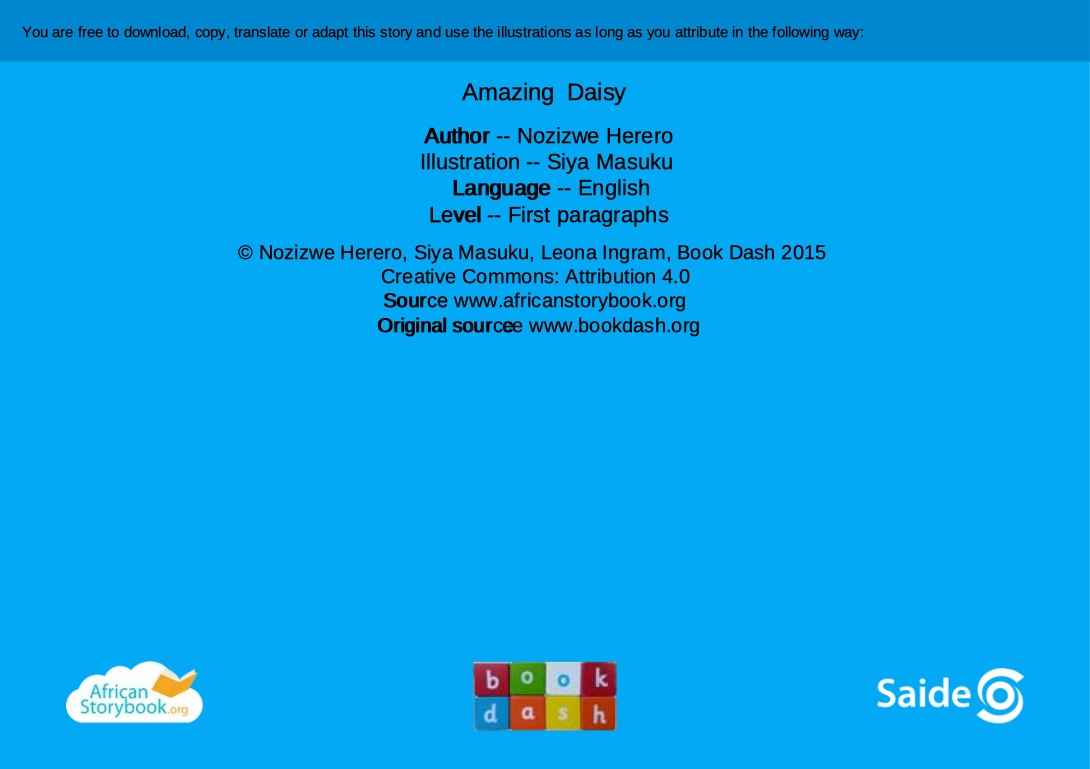 You are free to download, copy, translate or adapt this story and use the illustrations as long as you attribute in the following way:
Amazing Daisy
Author -- Nozizwe Herero
Illustration -- Siya Masuku
Language -- English
Level -- First paragraphs
© Nozizwe Herero, Siya Masuku, Leona Ingram, Book Dash 2015
Creative Commons: Attribution 4.0
Source www.africanstorybook.org
Original sourcee www.bookdash.org
African
Storybook.org
book
dash
Saide